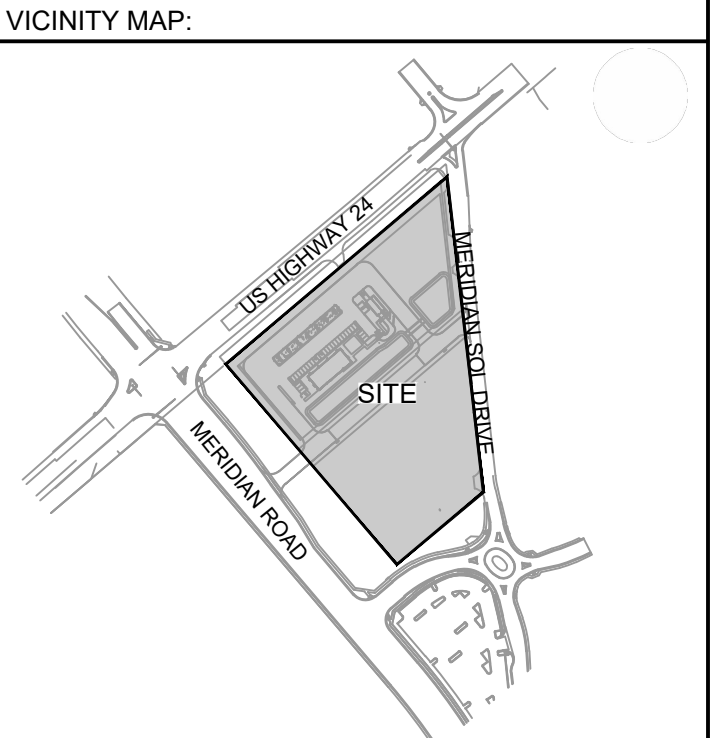 VICINITY MAP:
US HIGHWAY 24
MERIDIAN SOL DRIVE
SITE
MERIDIAN ROAD